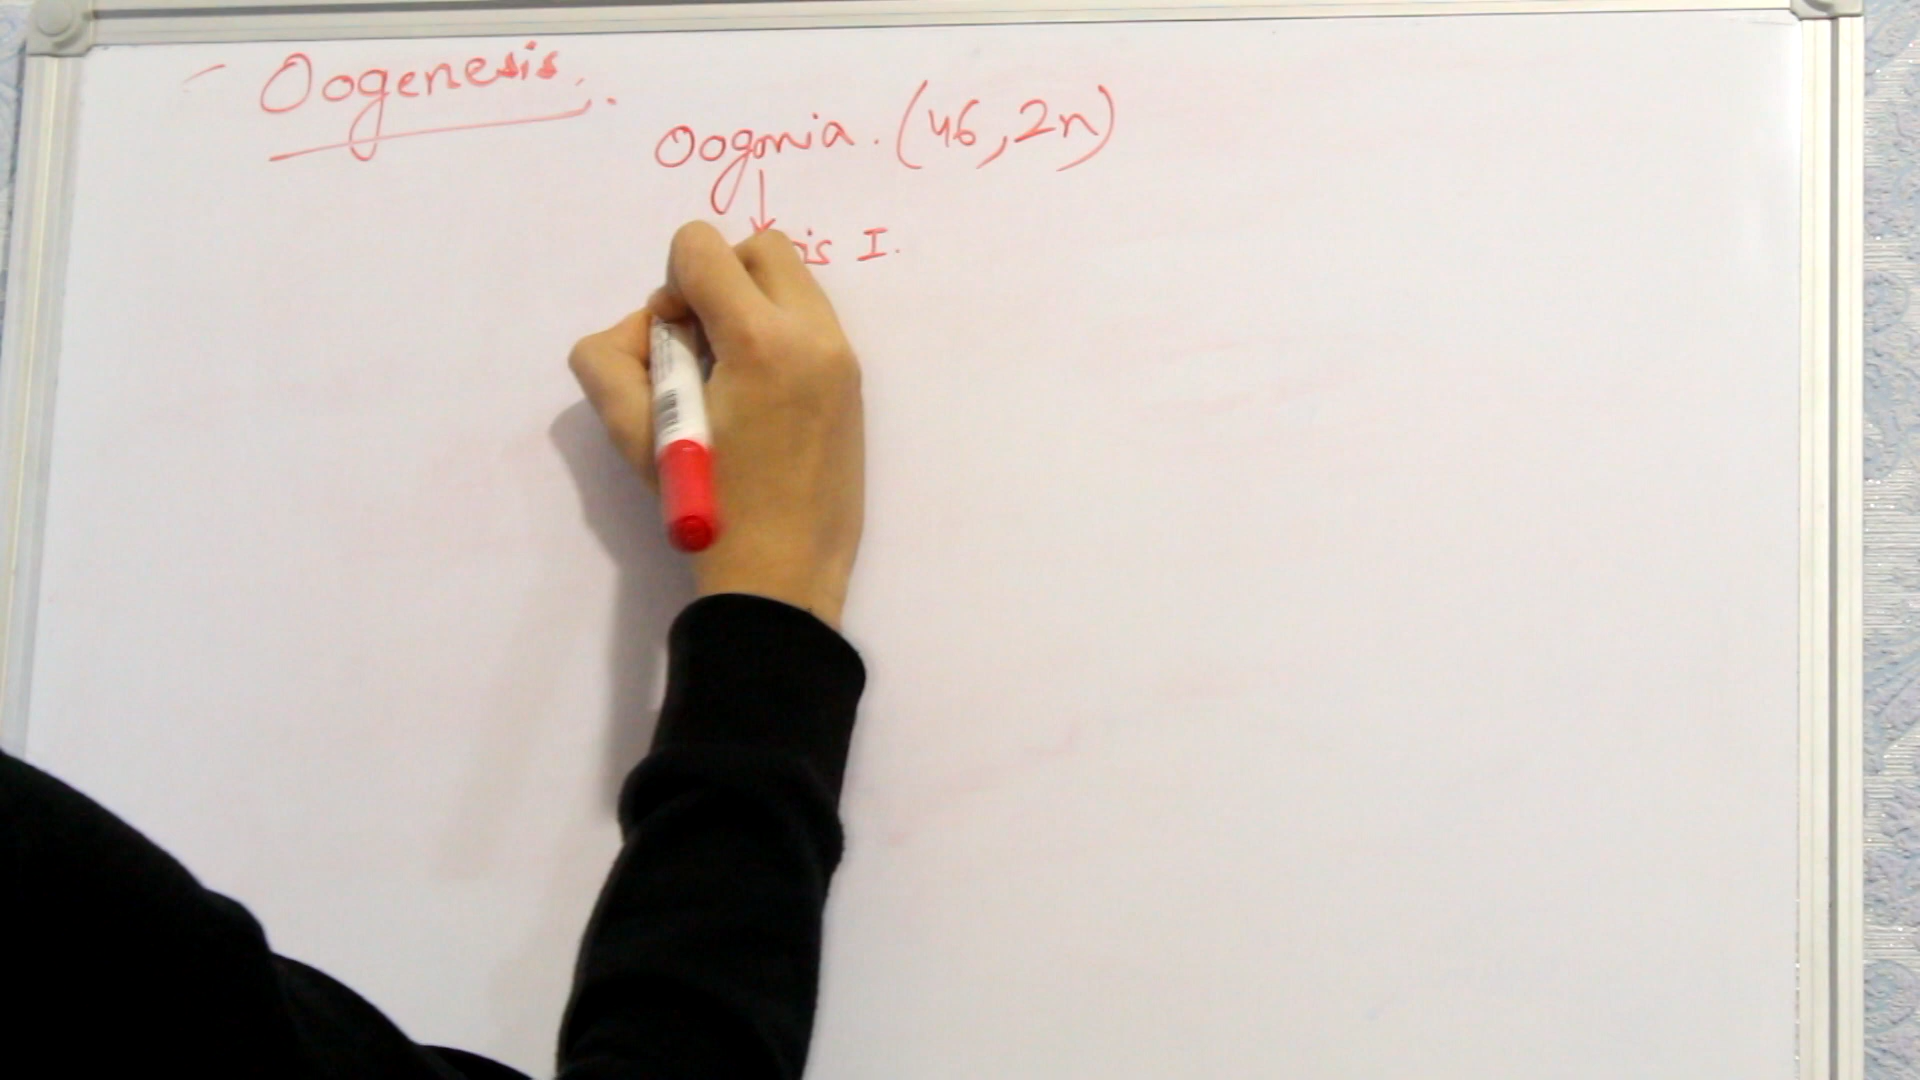 - Oogenesis.
Oogonia. (46, 2n)
↓
is I.